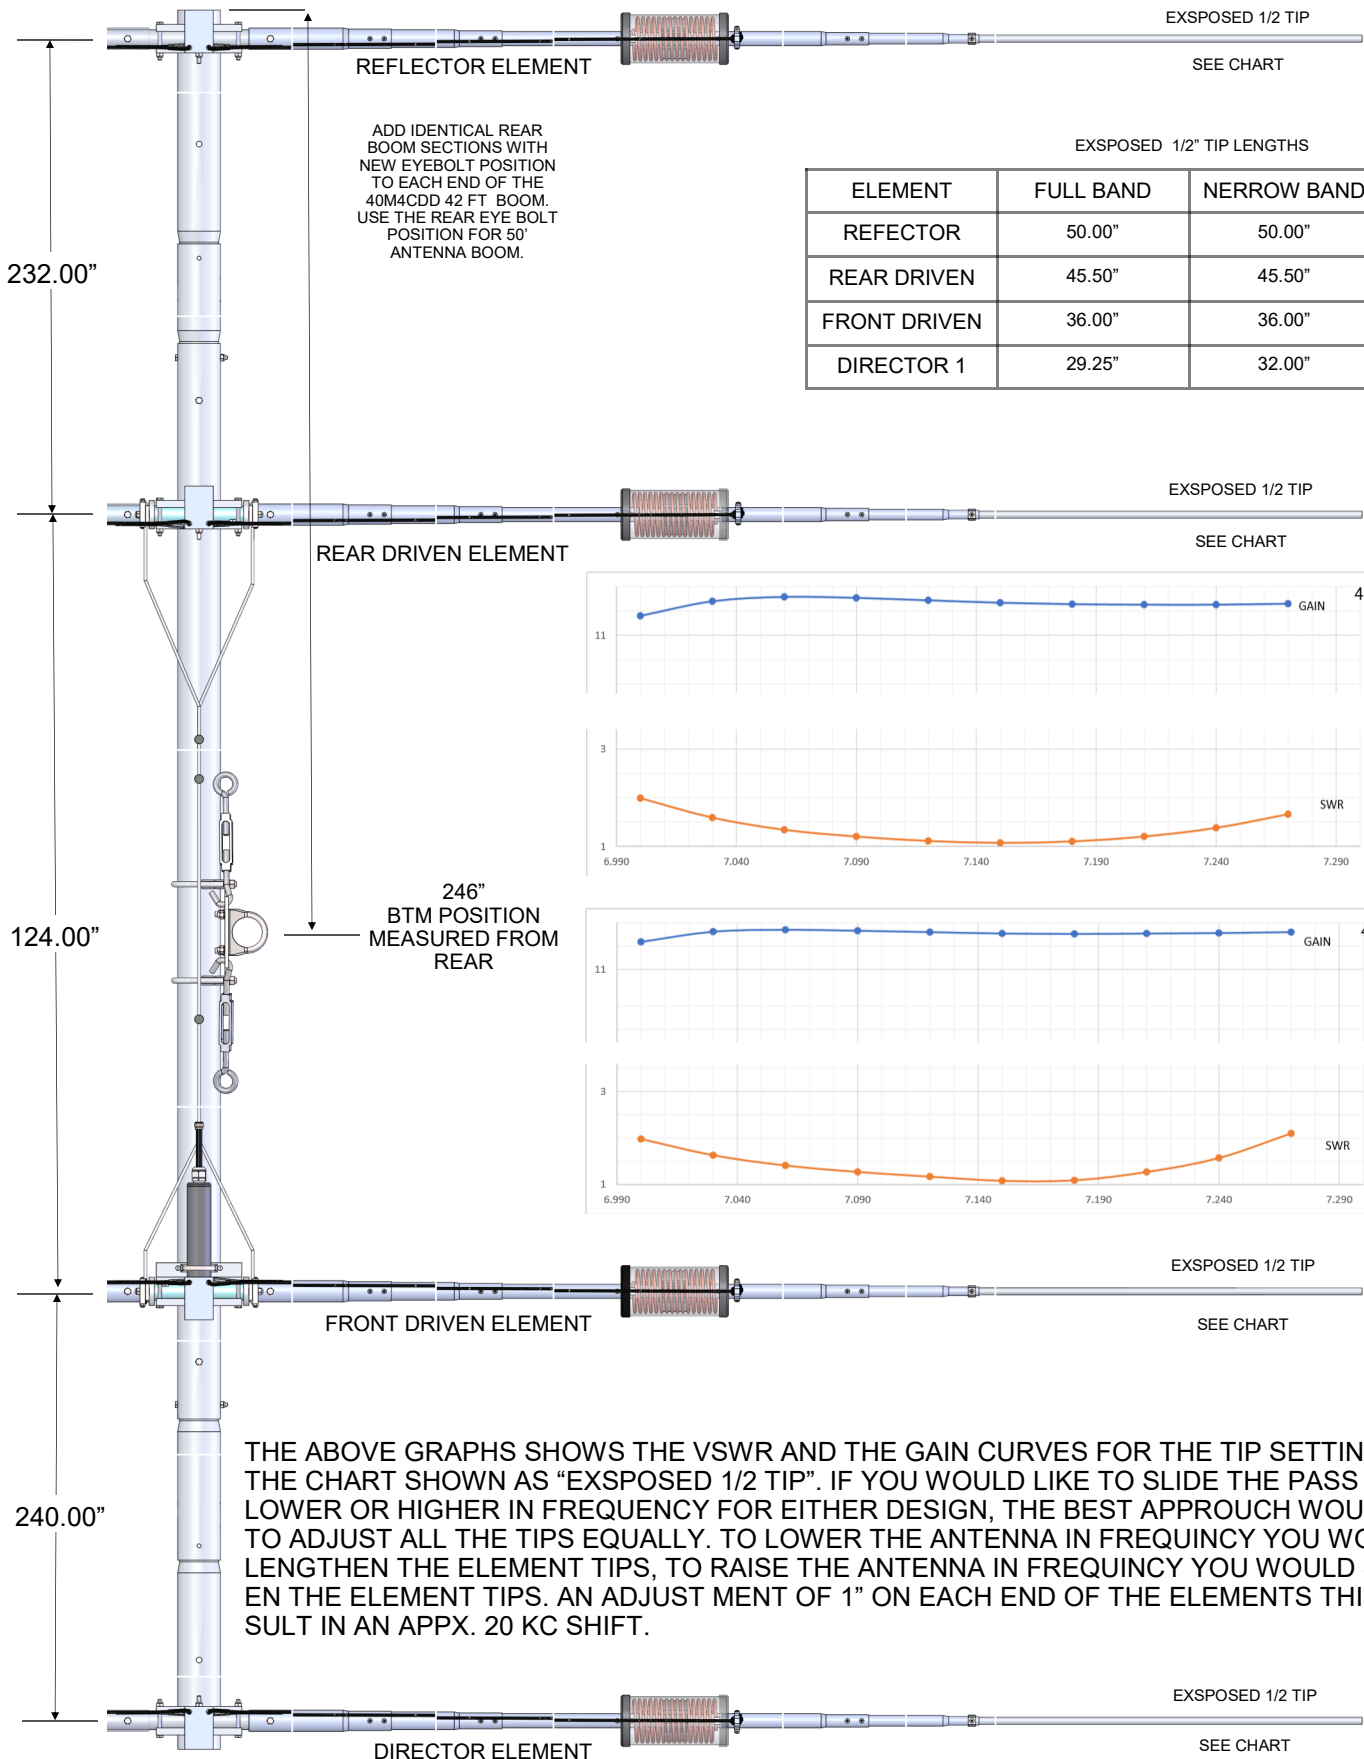 EXSPOSED 1/2 TIP
REFLECTOR ELEMENT
SEE CHART
ADD IDENTICAL REAR
BOOM SECTIONS WITH
NEW EYEBOLT POSITION
TO EACH END OF THE
40M4CDD 42 FT BOOM.
USE THE REAR EYE BOLT
POSITION FOR 50'
ANTENNA BOOM.
EXSPOSED 1/2" TIP LENGTHS
ELEMENT FULL BAND NERROW BAND
REFECTOR 50.00” 50.00”
REAR DRIVEN 45.50” 45.50”
FRONT DRIVEN 36.00” 36.00”
DIRECTOR 1 29.25” 32.00”
232.00”
EXSPOSED 1/2 TIP
REAR DRIVEN ELEMENT
SEE CHART
4
GAIN
11
3
SWR
1
6.990 7.040 7.090 7.140 7.190 7.240 7.290
246”
BTM POSITION
MEASURED FROM
REAR
124.00”
4
GAIN
11
3
SWR
1
6.990 7.040 7.090 7.140 7.190 7.240 7.290
EXSPOSED 1/2 TIP
FRONT DRIVEN ELEMENT
SEE CHART
240.00”
THE ABOVE GRAPHS SHOWS THE VSWR AND THE GAIN CURVES FOR THE TIP SETTIN
THE CHART SHOWN AS “EXSPOSED 1/2 TIP”. IF YOU WOULD LIKE TO SLIDE THE PASS
LOWER OR HIGHER IN FREQUENCY FOR EITHER DESIGN, THE BEST APPROUCH WOU
TO ADJUST ALL THE TIPS EQUALLY. TO LOWER THE ANTENNA IN FREQUINCY YOU WO
LENGTHEN THE ELEMENT TIPS, TO RAISE THE ANTENNA IN FREQUINCY YOU WOULD
EN THE ELEMENT TIPS. AN ADJUST MENT OF 1” ON EACH END OF THE ELEMENTS THI
SULT IN AN APPX. 20 KC SHIFT.
EXSPOSED 1/2 TIP
DIRECTOR ELEMENT
SEE CHART